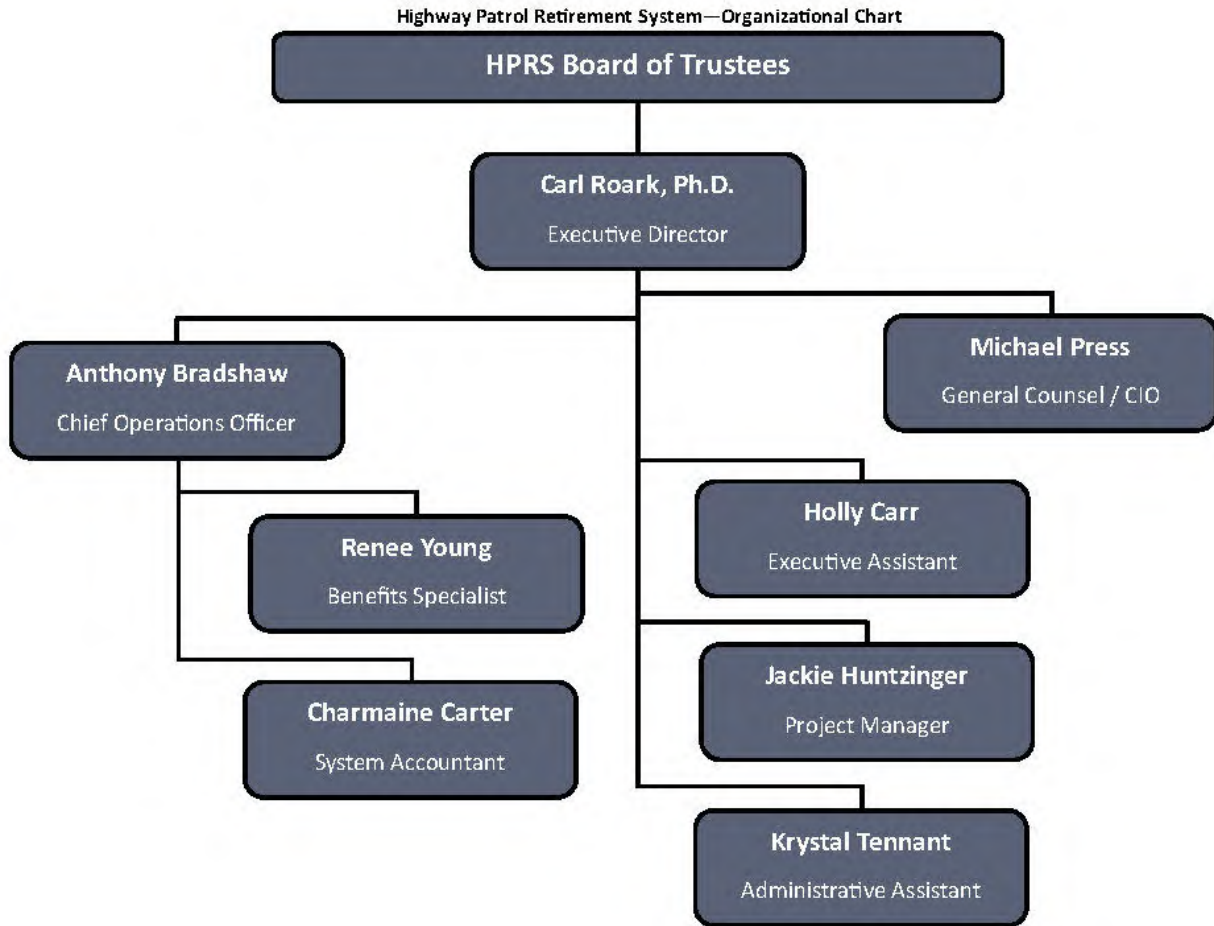 Highway Patrol Retirement System—Organizational Chart
HPRS Board of Trustees
Carl Roark, Ph.D.
Executive Director
Anthony Bradshaw
Chief Operations Officer
Michael Press
General Counsel / CIO
Renee Young
Benefits Specialist
Charmaine Carter
System Accountant
Holly Carr
Executive Assistant
Jackie Huntzinger
Project Manager
Krystal Tennant
Administrative Assistant